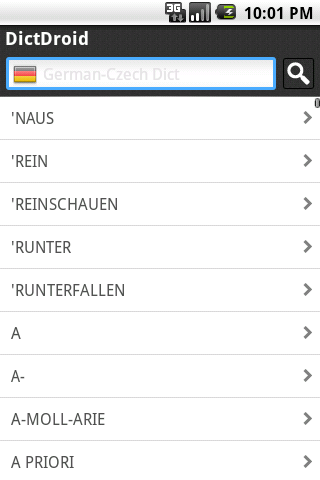 3G 10:01 PM
DictDroid
German-Czech Dict
'NAUS
'REIN
'REINSCHAUEN
'RUNTER
'RUNTERFALLEN
A
A-
A-MOLL-ARIE
A PRIORI